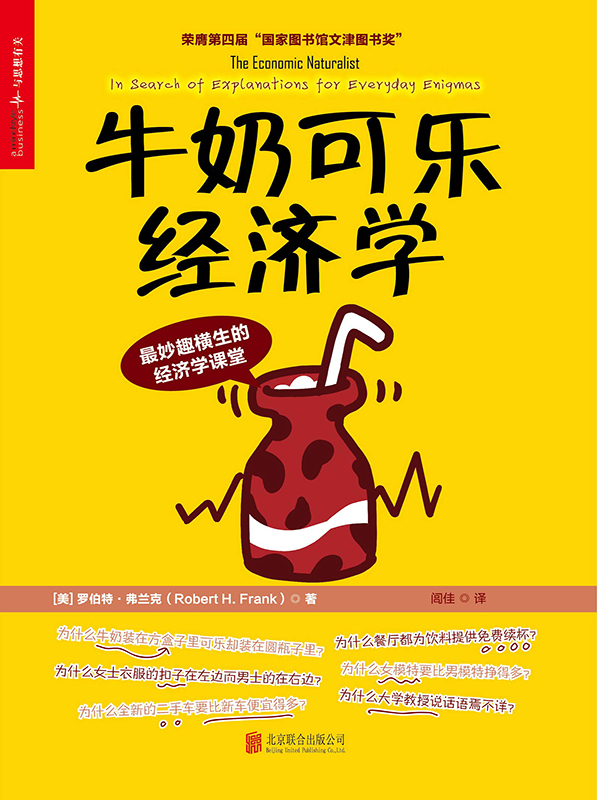 荣膺第四届“国家图书馆文津图书奖”
The Economic Naturalist
In Search of Explanations for Everyday Enigmas
与思想有关
business
牛奶可乐
经济学
最妙趣横生的
经济学课堂
[美] 罗伯特·弗兰克（Robert H. Frank）◎ 著
闾佳 ◎ 译
为什么牛奶装在方盒子里可乐却装在圆瓶子里？
为什么餐厅都为饮料提供免费续杯？
为什么女士衣服的扣子在左边而男士的在右边？
为什么女模特要比男模特挣得多？
为什么全新的二手车要比新车便宜得多？
为什么大学教授说话语焉不详？
北京联合出版公司
Beijing United Publishing Co.,Ltd.